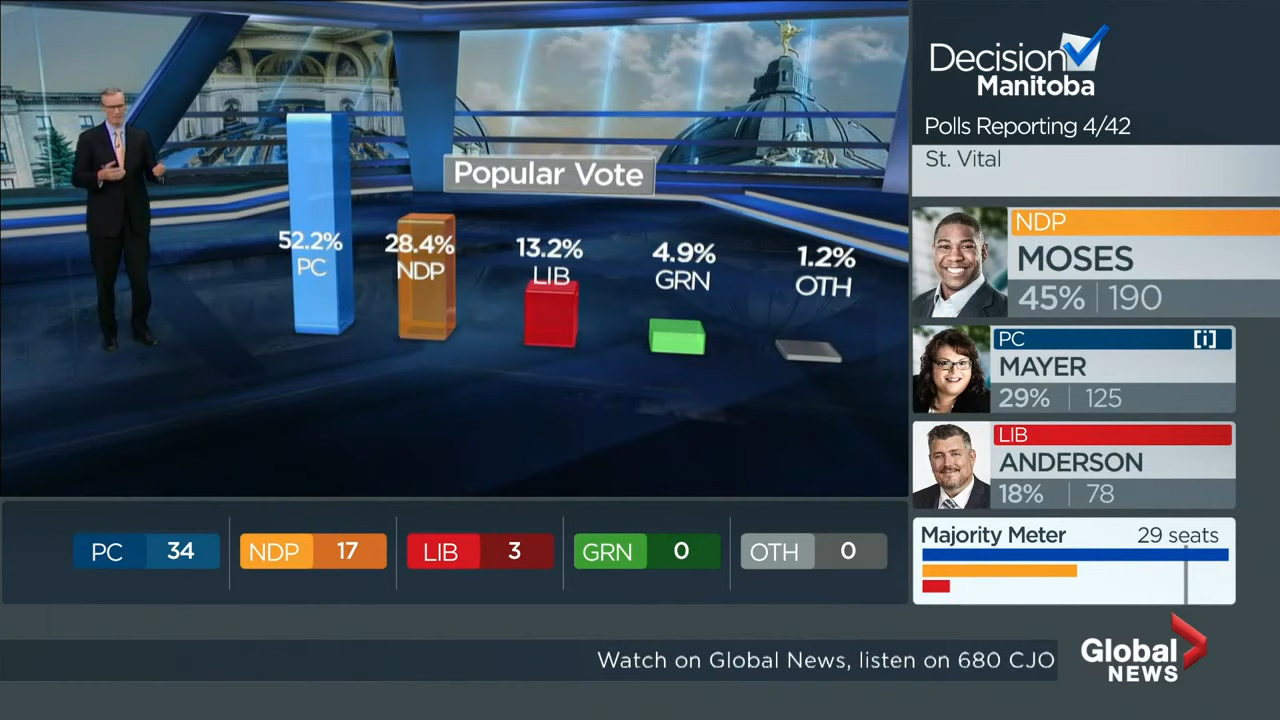 Decision
Manitoba
Polls Reporting 4/42
St. Vital
Popular Vote
52.2%
PC
28.4%
NDP
13.2%
LIB
4.9%
GRN
1.2%
OTH
NDP
MOSES
45% 190
PC [i]
MAYER
29% 125
LIB
ANDERSON
18% 78
Majority Meter 29 seats
PC 34 NDP 17 LIB 3 GRN 0 OTH 0
Watch on Global News, listen on 680 CJO
Global
NEWS